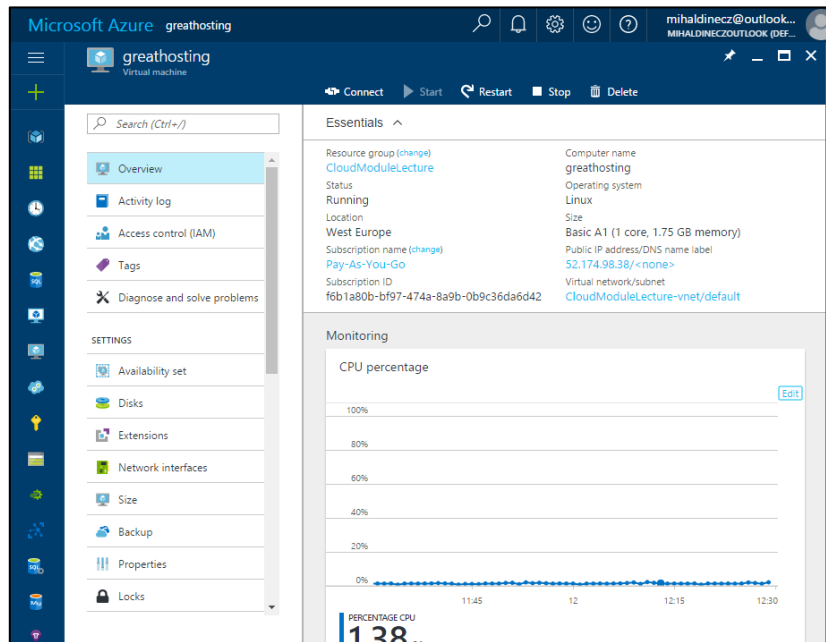 Microsoft Azure greathosting
mihaldinecz@outlook...
MIHALDINECZOUTLOOK (DEF...
greathosting
Virtual machine
Connect Start Restart Stop Delete
Search (Ctrl+/)
Overview
Activity log
Access control (IAM)
Tags
Diagnose and solve problems
SETTINGS
Availability set
Disks
Extensions
Network interfaces
Size
Backup
Properties
Locks
Essentials
Resource group (change)
CloudModuleLecture
Status
Running
Location
West Europe
Subscription name (change)
Pay-As-You-Go
Subscription ID
f6b1a80b-bf97-474a-8a9b-0b9c36da6d42
Computer name
greathosting
Operating system
Linux
Size
Basic A1 (1 core, 1.75 GB memory)
Public IP address/DNS name label
52.174.98.38/<none>
Virtual network/subnet
CloudModuleLecture-vnet/default
Monitoring
CPU percentage
Edit
100%
80%
60%
40%
20%
0%
11:45 12 12:15 12:30
PERCENTAGE CPU
1.38